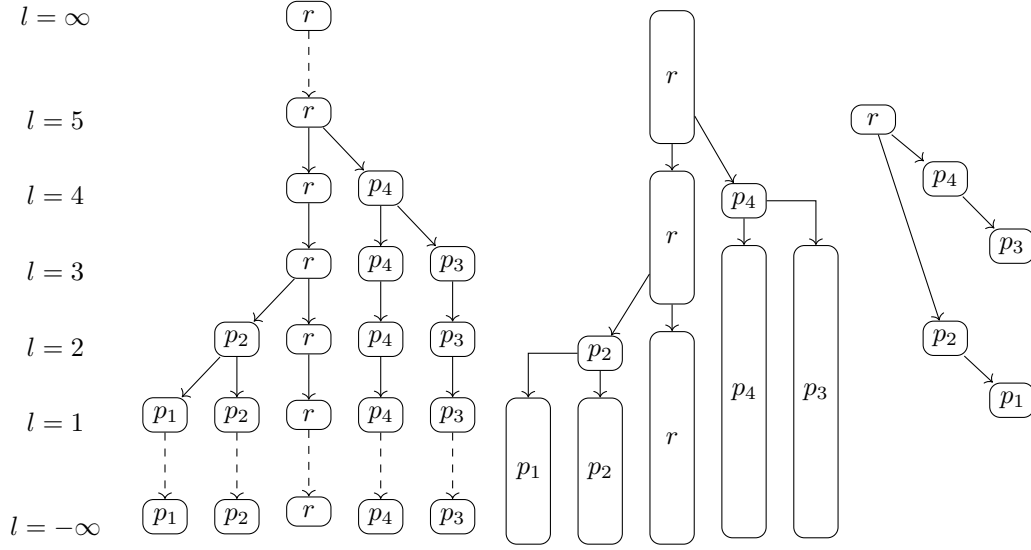 l = ∞ r
r
l = 5 r r
r p₄
l = 4 r p₄ p₄
r p₃
l = 3 r p₄ p₃
p₂
l = 2 p₂ r p₄ p₃ p₂
p₄ p₃
l = 1 p₁ p₂ r p₄ p₃ r p₁
p₁ p₂
l = −∞ p₁ p₂ r p₄ p₃